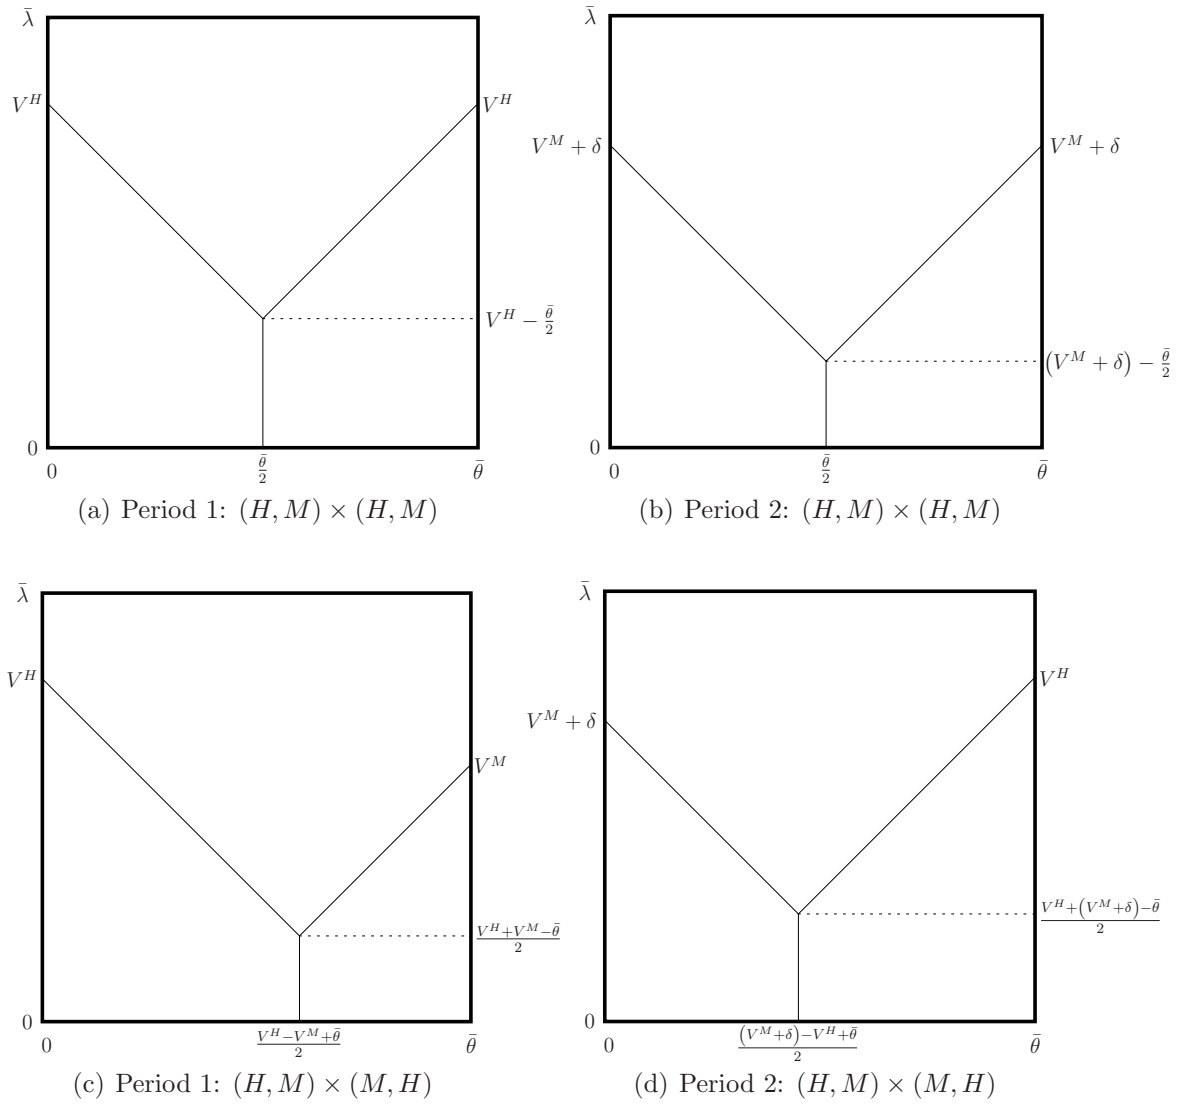 λ̄
V^H
V^H
V^H − θ̄/2
0
0
θ̄/2
θ̄
(a) Period 1: (H, M) × (H, M)
λ̄
V^M + δ
V^M + δ
(V^M + δ) − θ̄/2
0
0
θ̄/2
θ̄
(b) Period 2: (H, M) × (H, M)
λ̄
V^H
V^M
(V^H+V^M−θ̄)/2
0
0
(V^H−V^M+θ̄)/2
θ̄
(c) Period 1: (H, M) × (M, H)
λ̄
V^H
V^M + δ
(V^H+(V^M+δ)−θ̄)/2
0
0
((V^M+δ)−V^H+θ̄)/2
θ̄
(d) Period 2: (H, M) × (M, H)